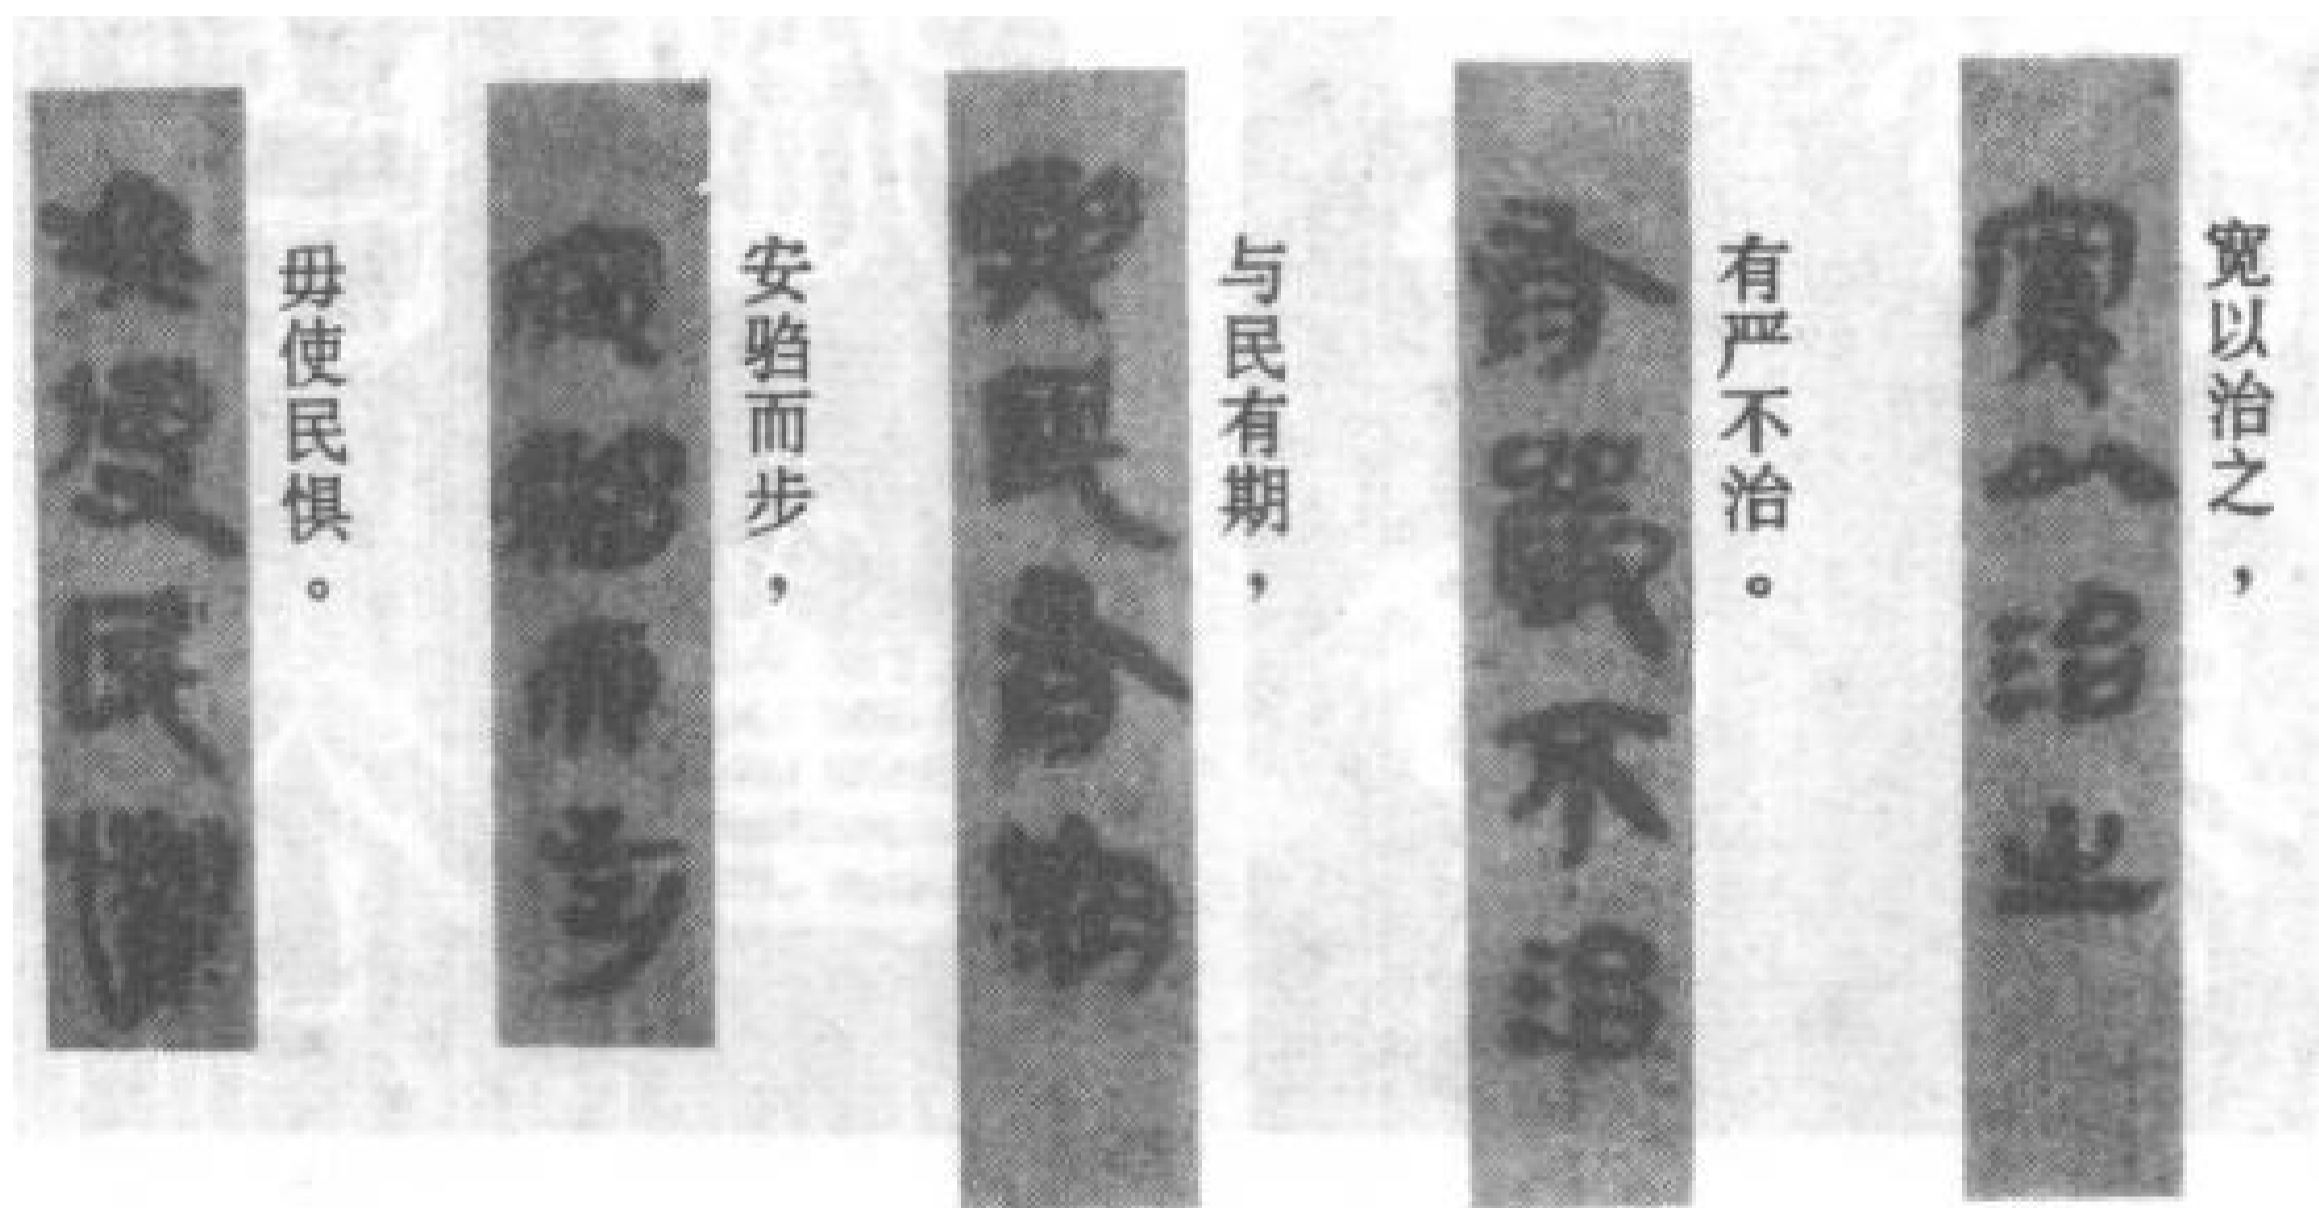 宽以治之，
有严不治。
与民有期，
安驺而步，
毋使民惧。